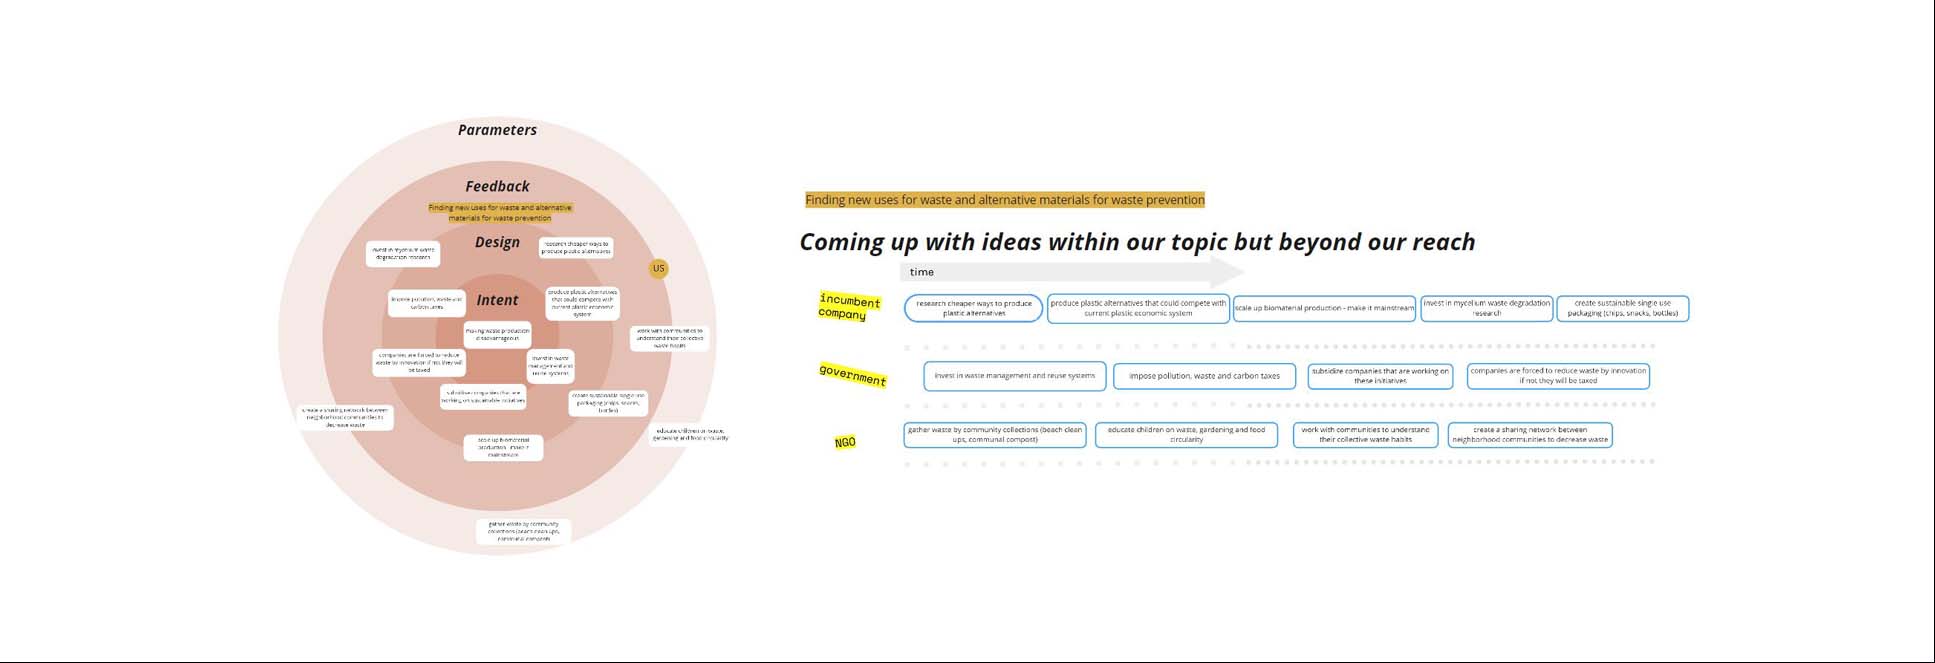 Parameters
Feedback
Finding new uses for waste and alternative
materials for waste prevention
Design
invest in mycelium waste
degradation research
research cheaper ways to
produce plastic alternatives
US
Intent
impose pollution, waste and
carbon taxes
produce plastic alternatives
that could compete with
current plastic economic
system
making waste production
disadvantageous
work with communities to
understand their collective
waste habits
companies are forced to reduce
waste by innovation if not they will
be taxed
invest in waste
management and
reuse systems
subsidise companies that are
working on sustainable initiatives
create sustainable single use
packaging (chips, snacks,
bottles)
create a sharing network between
neighborhood communities to
decrease waste
educate children on waste,
gardening and food circularity
scale up biomaterial
production - make it
mainstream
gather waste by community
collections (beach clean ups,
communal compost)
Finding new uses for waste and alternative materials for waste prevention
Coming up with ideas within our topic but beyond our reach
time
incumbent
company
research cheaper ways to produce
plastic alternatives
produce plastic alternatives that could compete with
current plastic economic system
scale up biomaterial production - make it mainstream
invest in mycelium waste degradation
research
create sustainable single use
packaging (chips, snacks, bottles)
government
invest in waste management and reuse systems
impose pollution, waste and carbon taxes
subsidize companies that are working on
these initiatives
companies are forced to reduce waste by innovation
if not they will be taxed
NGO
gather waste by community collections (beach clean
ups, communal compost)
educate children on waste, gardening and food
circularity
work with communities to understand
their collective waste habits
create a sharing network between
neighborhood communities to decrease waste